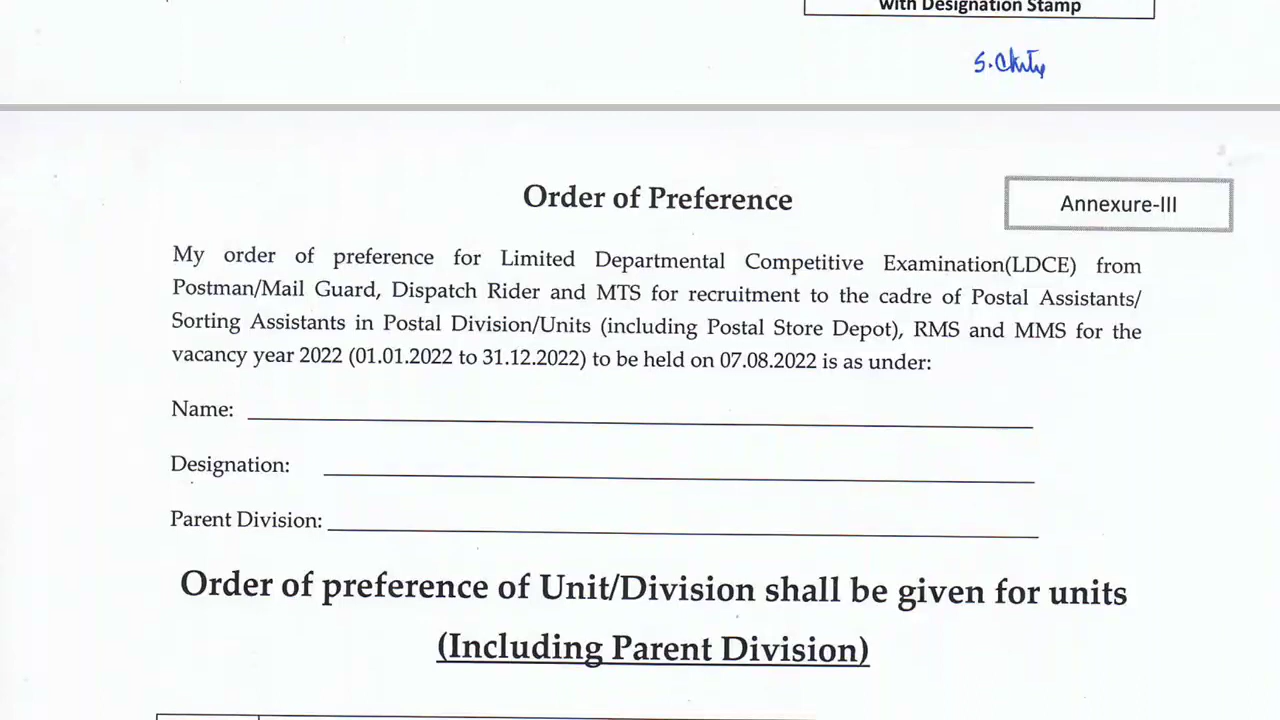 with Designation Stamp
Order of Preference
Annexure-III
My order of preference for Limited Departmental Competitive Examination(LDCE) from
Postman/Mail Guard, Dispatch Rider and MTS for recruitment to the cadre of Postal Assistants/
Sorting Assistants in Postal Division/Units (including Postal Store Depot), RMS and MMS for the
vacancy year 2022 (01.01.2022 to 31.12.2022) to be held on 07.08.2022 is as under:
Name:
Designation:
Parent Division:
Order of preference of Unit/Division shall be given for units
(Including Parent Division)